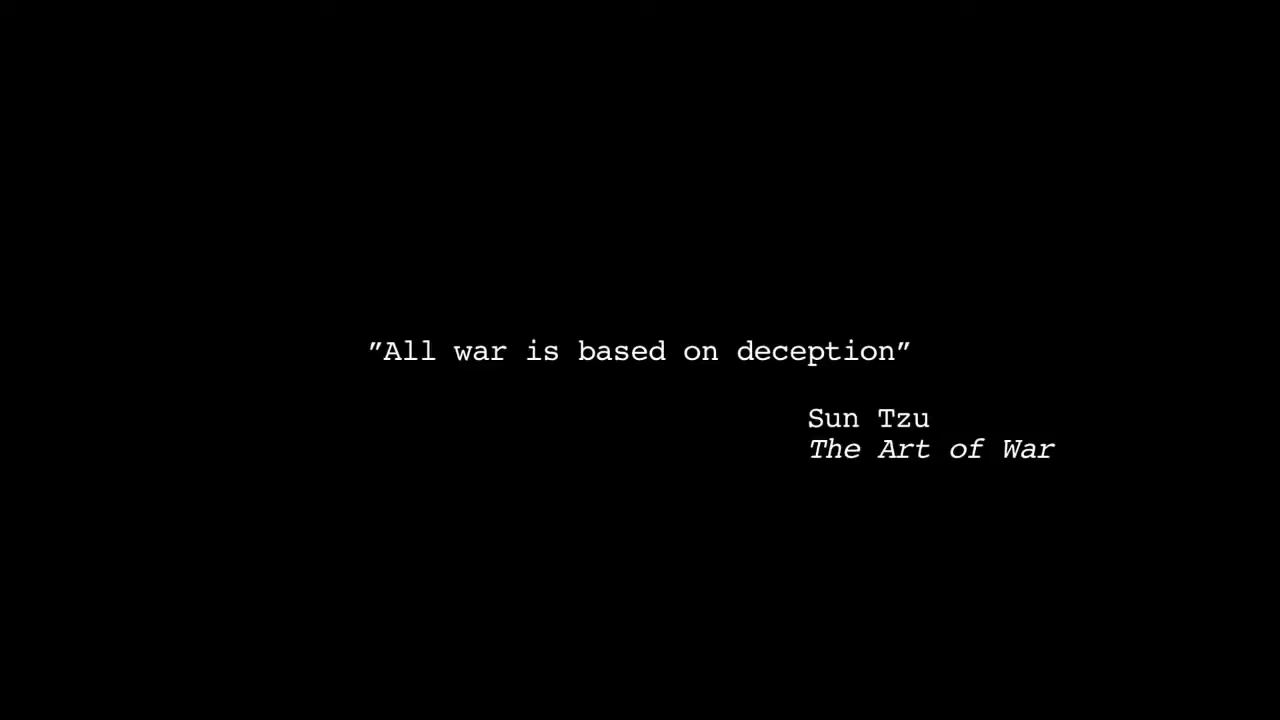 ”All war is based on deception”
Sun Tzu
The Art of War